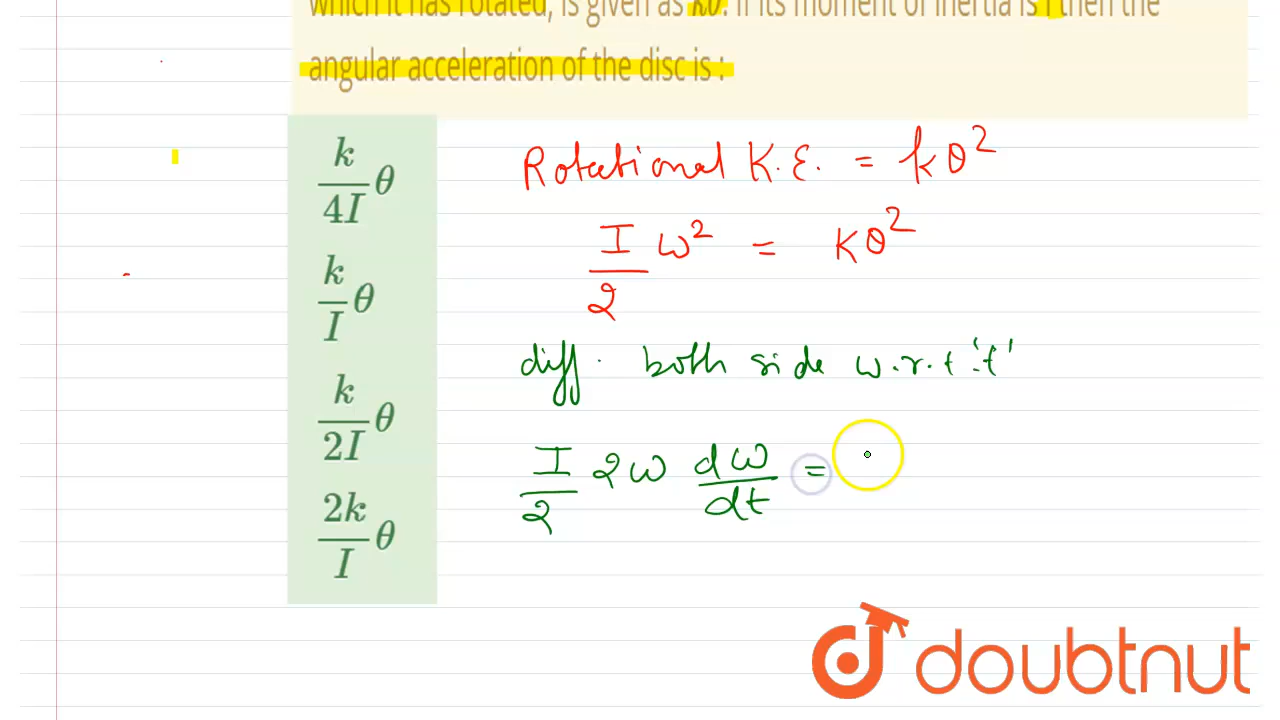 which it has rotated, is given as kθ². If its moment of inertia is I then the
angular acceleration of the disc is :
k/4I θ
k/I θ
k/2I θ
2k/I θ
Rotational K.E. = kθ²
I/2 ω² = kθ²
diff. both side w.r.t 't'
I/2 2ω dω/dt =
doubtnut